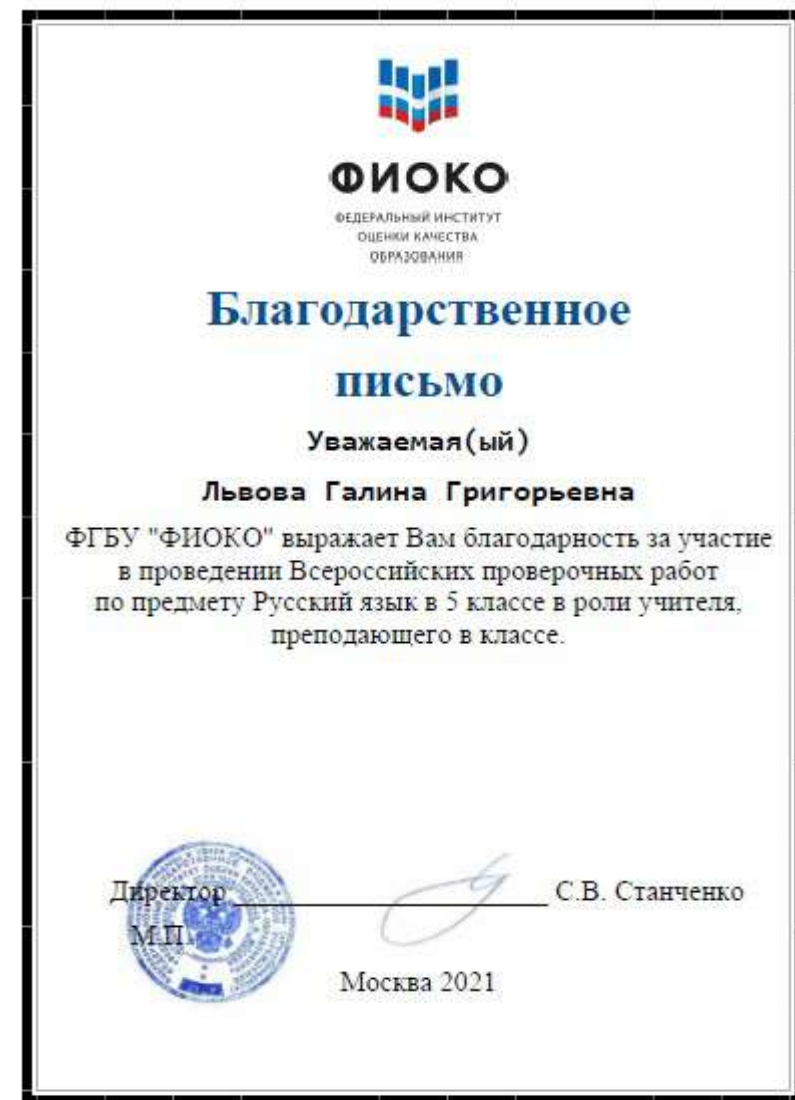 ФИОКО
ФЕДЕРАЛЬНЫЙ ИНСТИТУТ
ОЦЕНКИ КАЧЕСТВА
ОБРАЗОВАНИЯ
Благодарственное
письмо
Уважаемая(ый)
Львова Галина Григорьевна
ФГБУ "ФИОКО" выражает Вам благодарность за участие
в проведении Всероссийских проверочных работ
по предмету Русский язык в 5 классе в роли учителя,
преподающего в классе.
Директор С.В. Станченко
М.П.
Москва 2021